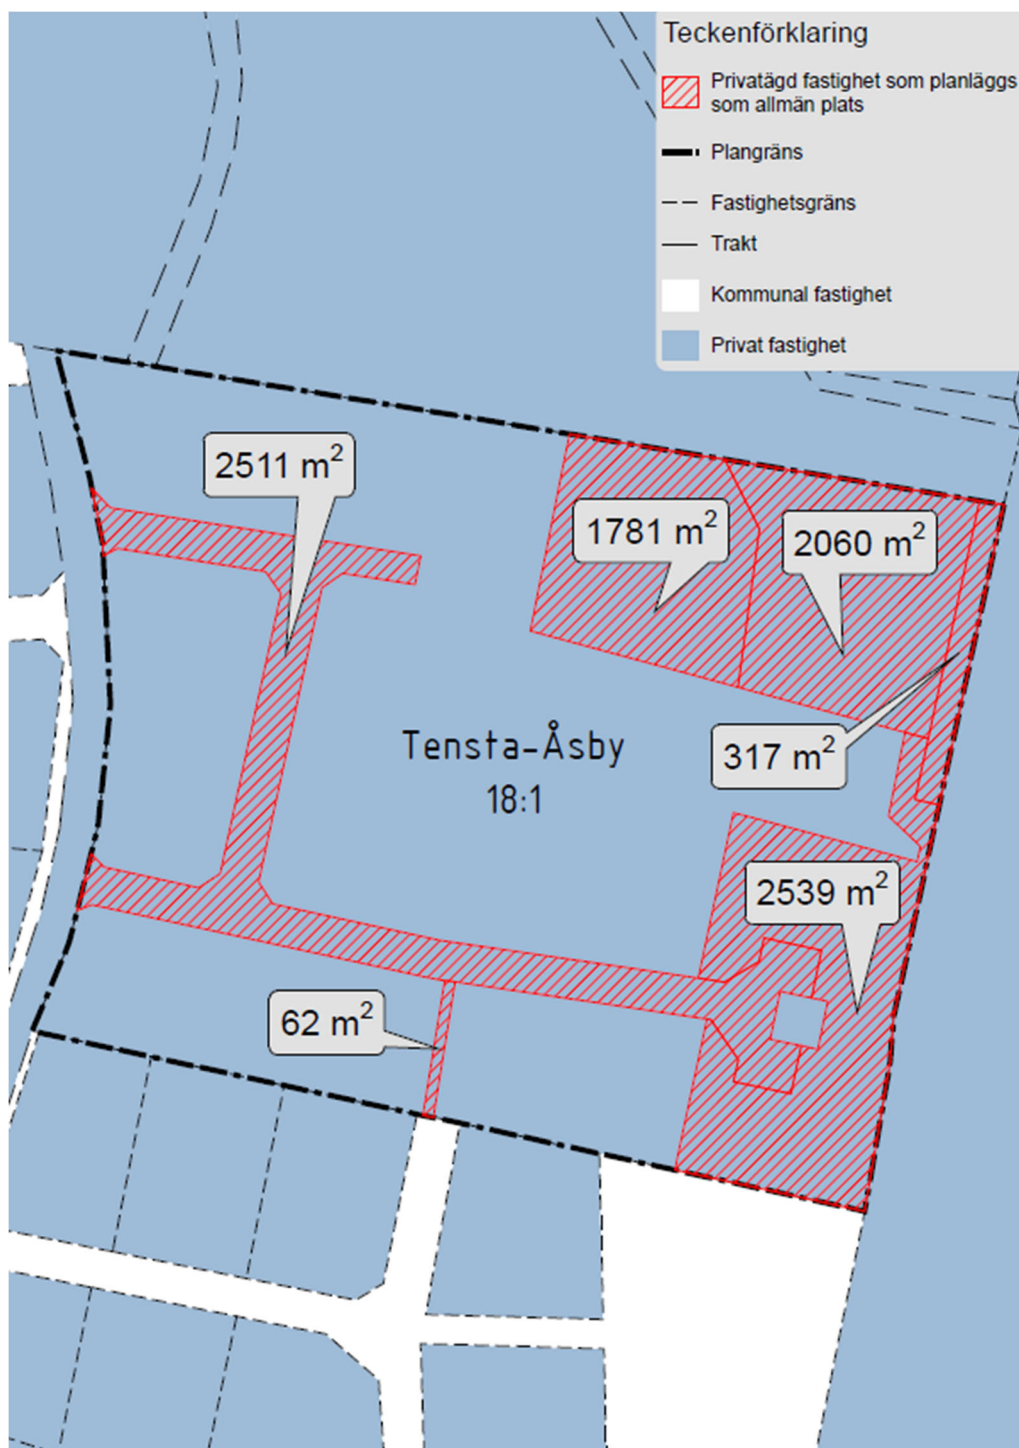 Teckenförklaring
Privatägd fastighet som planläggs
som allmän plats
Plangräns
Fastighetsgräns
Trakt
Kommunal fastighet
Privat fastighet
2511 m²
1781 m²
2060 m²
317 m²
Tensta-Åsby
18:1
2539 m²
62 m²